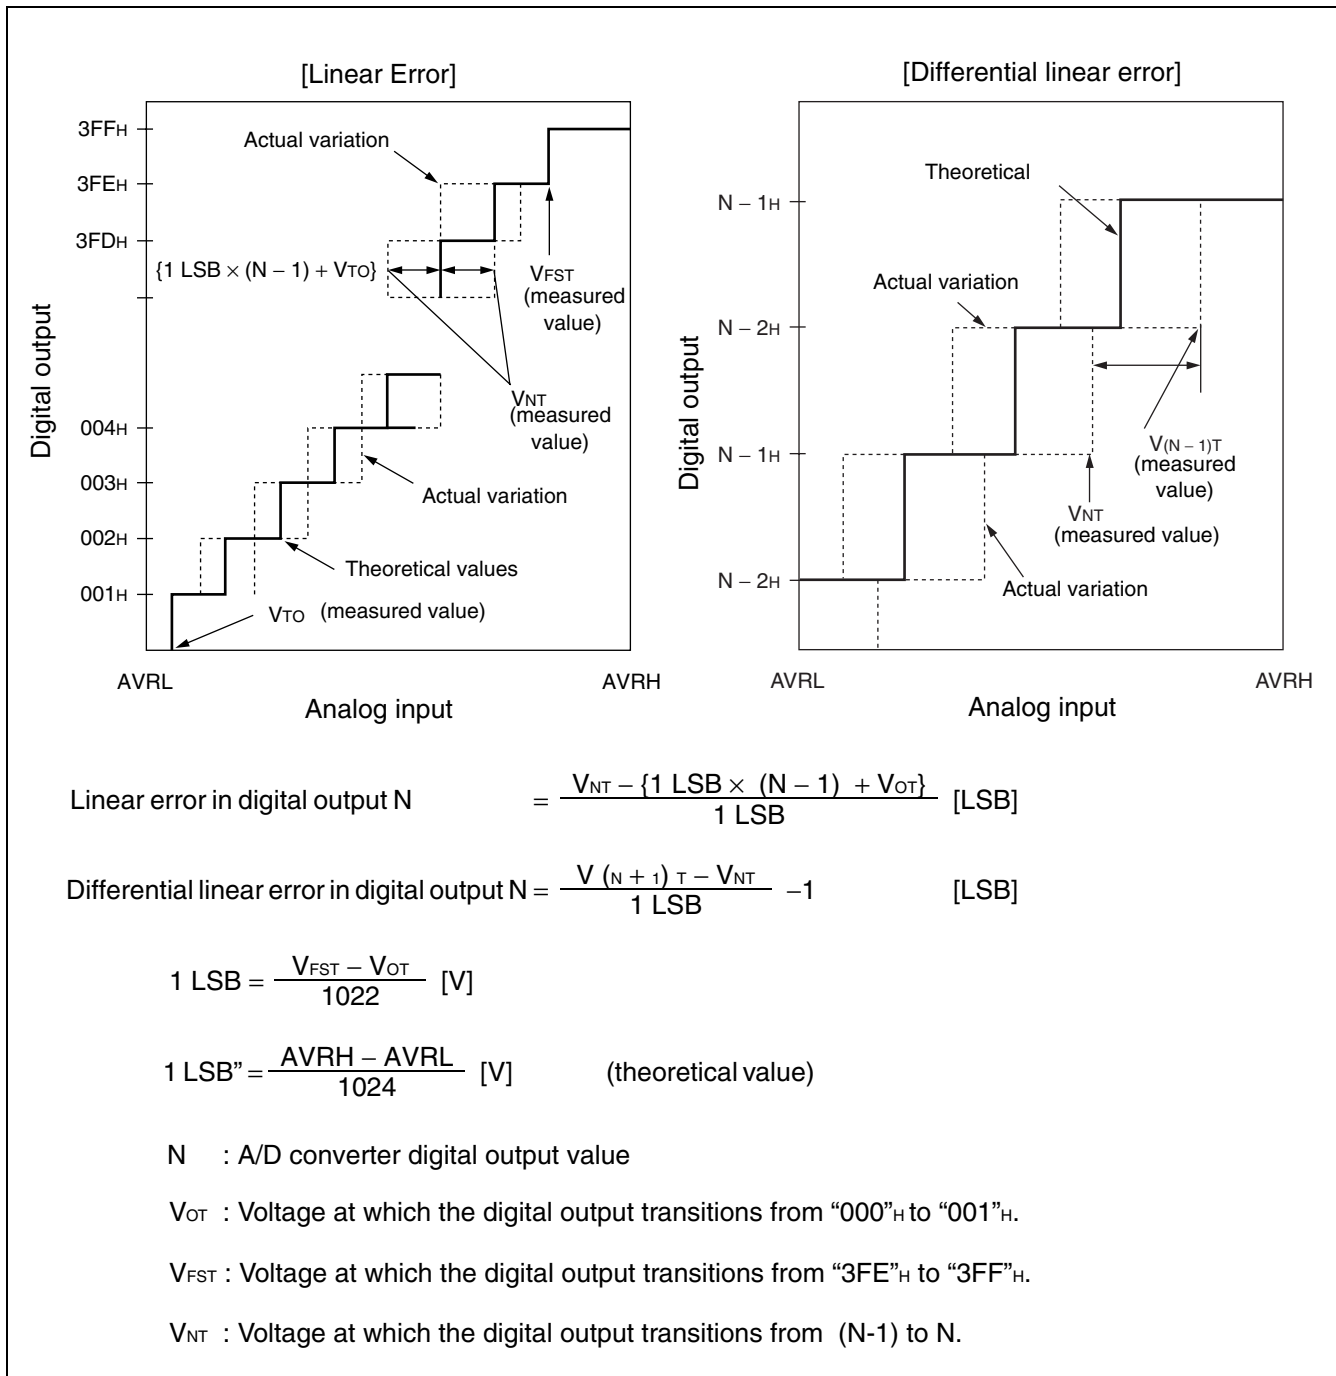 [Linear Error]
3FFH
Actual variation
3FEH
3FDH
{1 LSB × (N − 1) + VTO}
VFST
(measured
value)
Digital output
VNT
(measured
value)
004H
Actual variation
003H
002H
Theoretical values
001H
VTO (measured value)
AVRL
AVRH
Analog input
[Differential linear error]
Theoretical
N − 1H
Actual variation
N − 2H
Digital output
N − 1H
V(N − 1)T
(measured
value)
VNT
(measured value)
N − 2H
Actual variation
AVRL
AVRH
Analog input
Linear error in digital output N = VNT − {1 LSB × (N − 1) + VOT} / 1 LSB [LSB]
Differential linear error in digital output N = V (N + 1) T − VNT / 1 LSB −1 [LSB]
1 LSB = VFST − VOT / 1022 [V]
1 LSB” = AVRH − AVRL / 1024 [V] (theoretical value)
N : A/D converter digital output value
VOT : Voltage at which the digital output transitions from “000”H to “001”H.
VFST : Voltage at which the digital output transitions from “3FE”H to “3FF”H.
VNT : Voltage at which the digital output transitions from (N-1) to N.